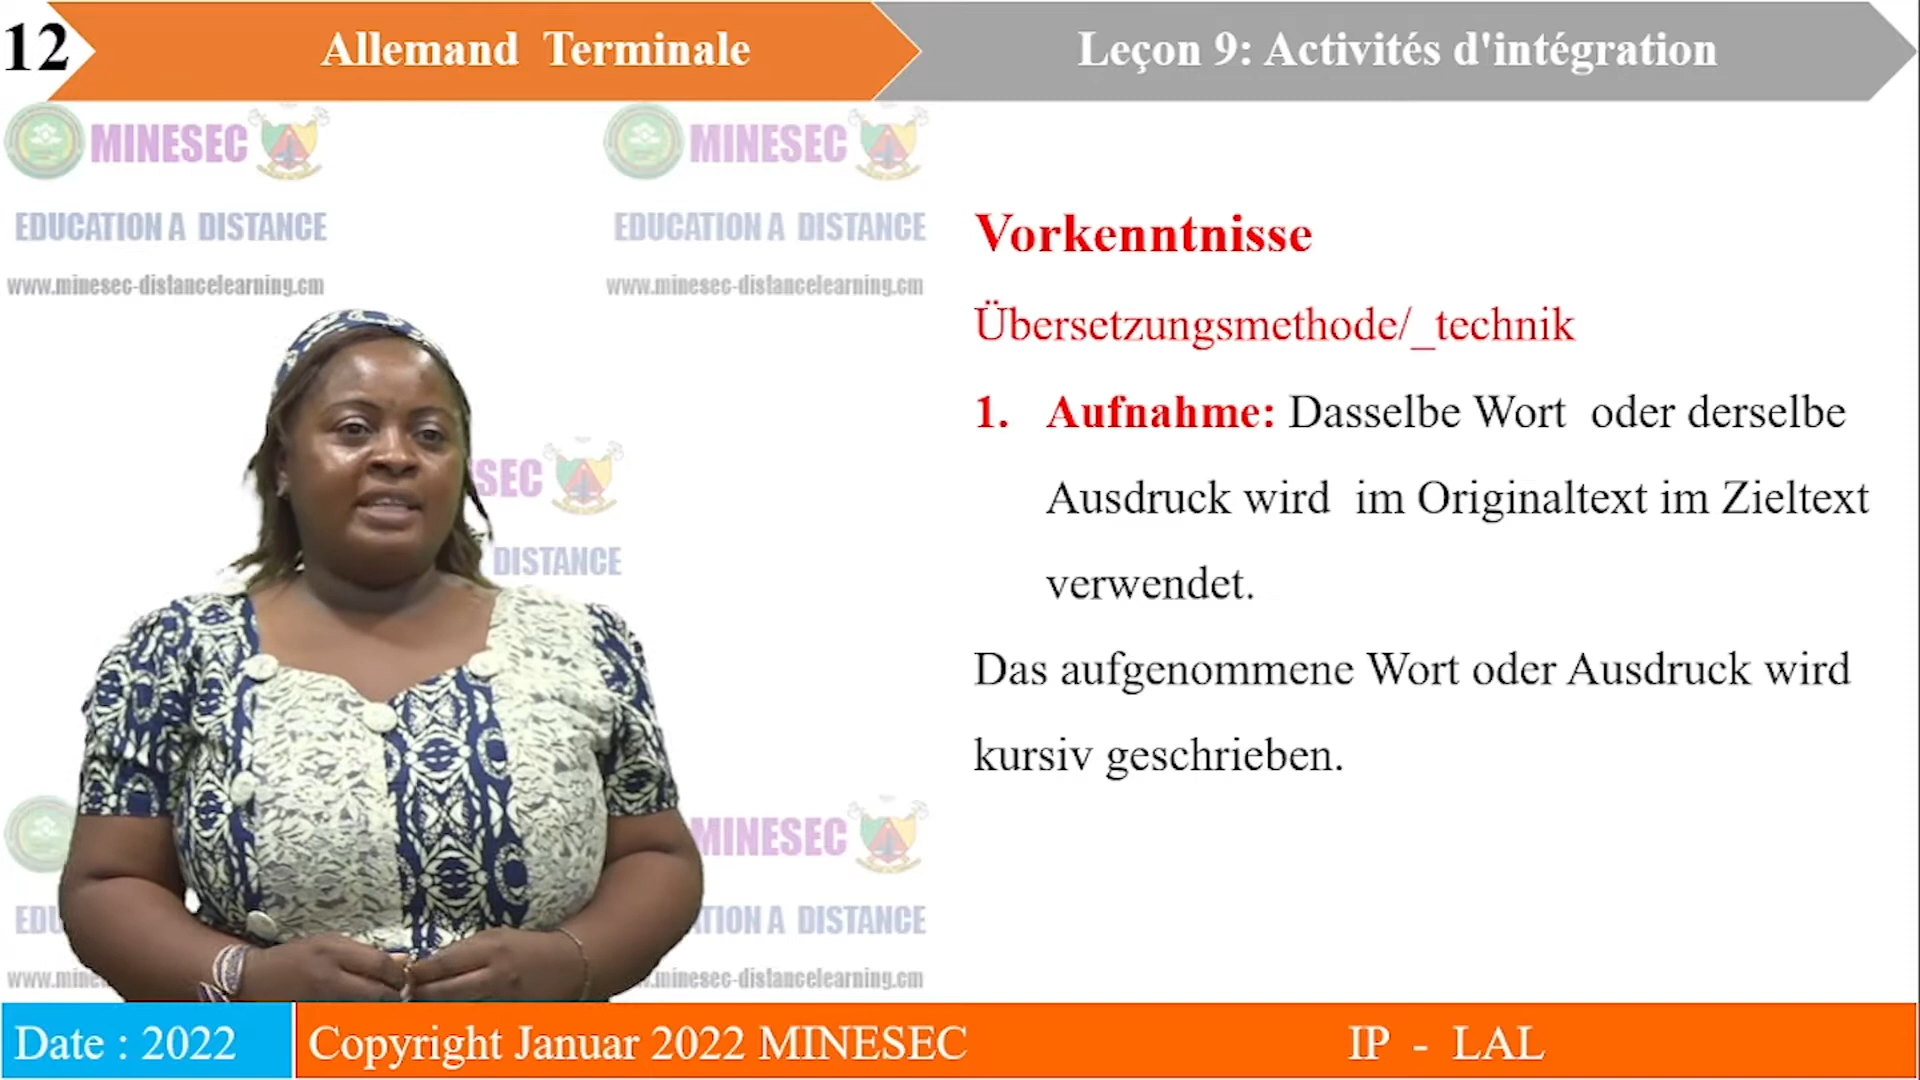 12
Allemand Terminale
Leçon 9: Activités d'intégration
MINESEC
MINESEC
EDUCATION A DISTANCE
EDUCATION A DISTANCE
www.minesec-distancelearning.cm
www.minesec-distancelearning.cm
Vorkenntnisse
Übersetzungsmethode/_technik
1. Aufnahme: Dasselbe Wort oder derselbe
Ausdruck wird im Originaltext im Zieltext
verwendet.
Das aufgenommene Wort oder Ausdruck wird
kursiv geschrieben.
SEC
DISTANCE
MINESEC
EDU
TION A DISTANCE
www.mine
.minesec-distancelearning.cm
Date : 2022
Copyright Januar 2022 MINESEC
IP - LAL